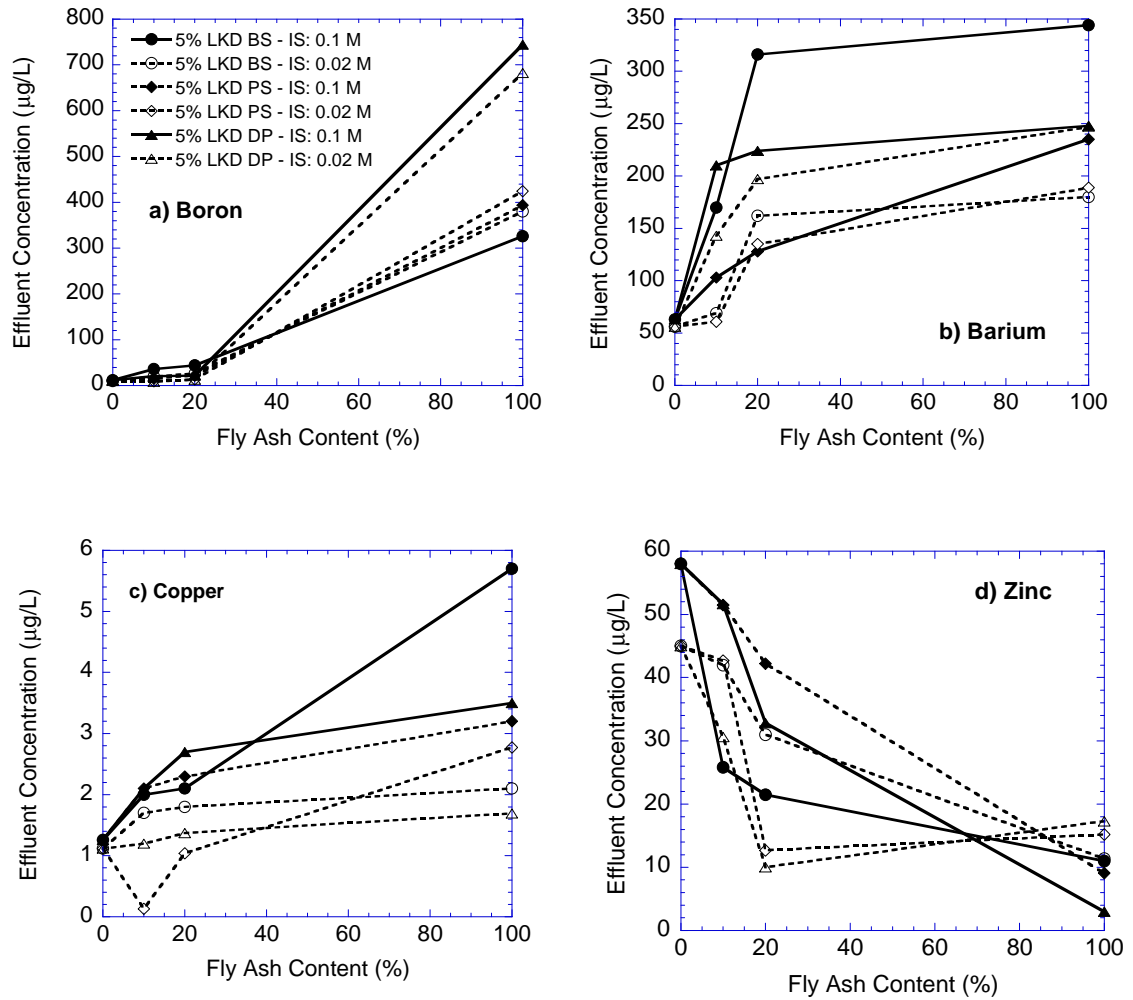 800
700
600
500
400
300
200
100
0
Effluent Concentration (μg/L)
5% LKD BS - IS: 0.1 M
5% LKD BS - IS: 0.02 M
5% LKD PS - IS: 0.1 M
5% LKD PS - IS: 0.02 M
5% LKD DP - IS: 0.1 M
5% LKD DP - IS: 0.02 M
a) Boron
0 20 40 60 80 100
Fly Ash Content (%)
350
300
250
200
150
100
50
0
Effluent Concentration (μg/L)
b) Barium
0 20 40 60 80 100
Fly Ash Content (%)
6
5
4
3
2
1
0
Effluent Concentration (μg/L)
c) Copper
0 20 40 60 80 100
Fly Ash Content (%)
60
50
40
30
20
10
0
Effluent Concentration (μg/L)
d) Zinc
0 20 40 60 80 100
Fly Ash Content (%)